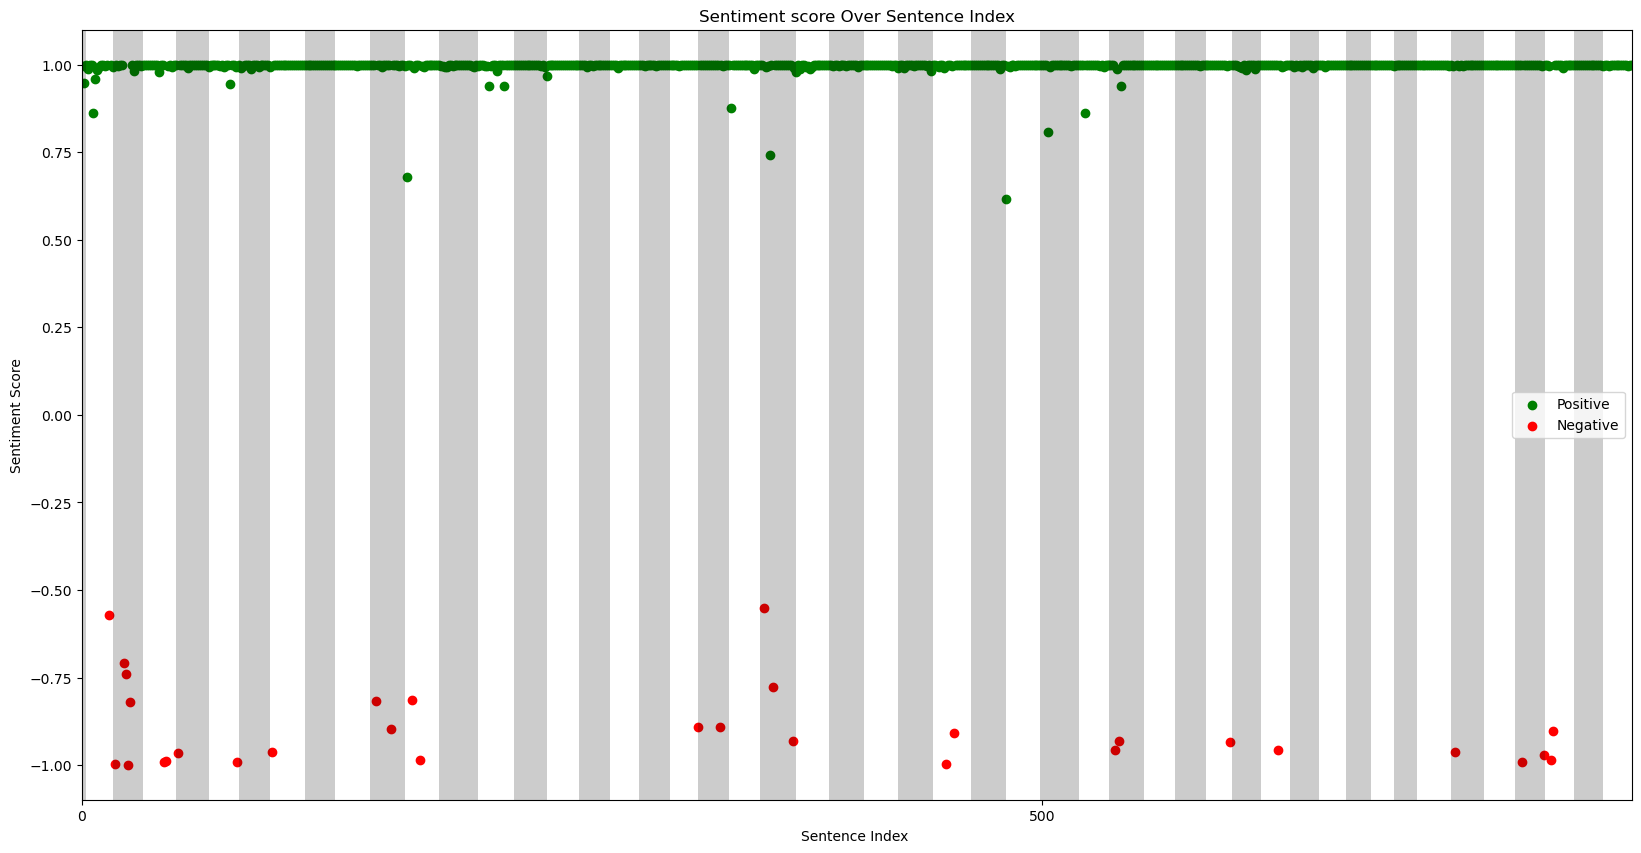 Sentiment score Over Sentence Index
1.00
0.75
0.50
0.25
0.00
−0.25
−0.50
−0.75
−1.00
Sentiment Score
Positive
Negative
0
500
Sentence Index